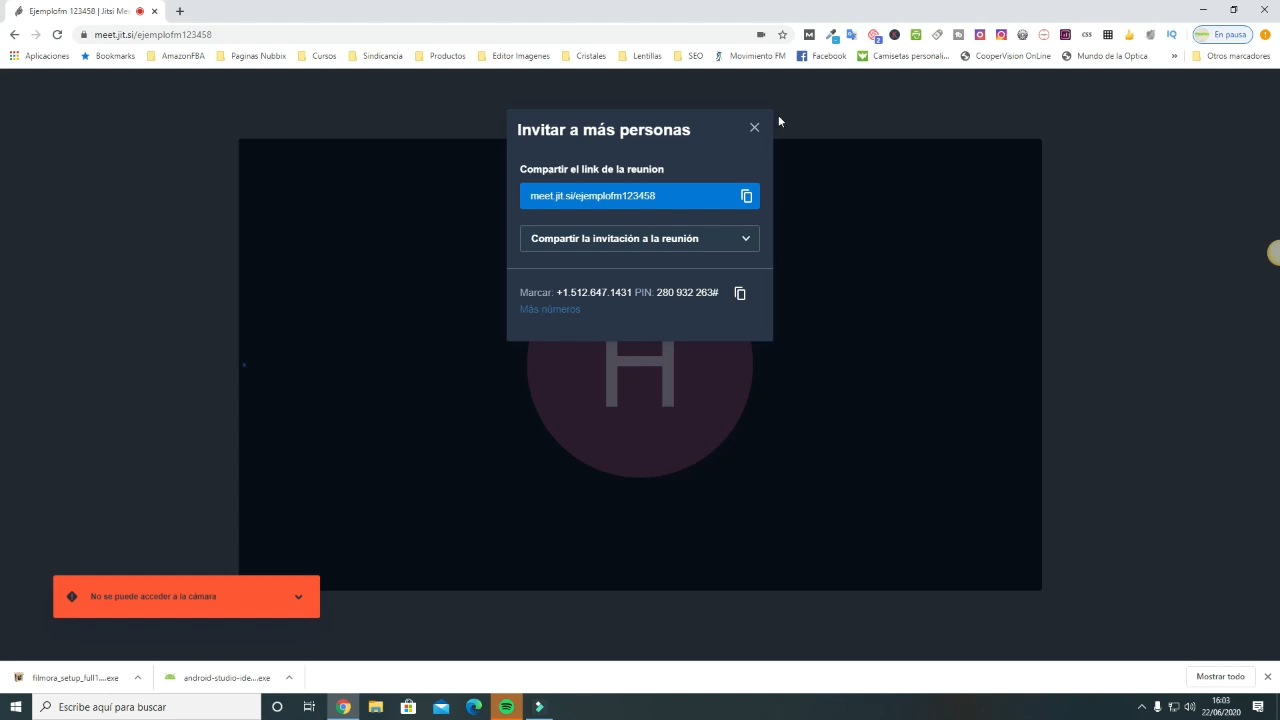 Ejemplofm 123458 | Jitsi Me
meet.jit.si/ejemplofm123458
En pausa
Aplicaciones
Bookmarks
AmazonFBA
Paginas Nubbix
Cursos
Sindicancia
Productos
Editor Imagenes
Cristales
Lentillas
SEO
Movimiento FM
Facebook
Camisetas personali...
CooperVision OnLine
Mundo de la Optica
»
Otros marcadores
Invitar a más personas
Compartir el link de la reunion
meet.jit.si/ejemplofm123458
Compartir la invitación a la reunión
Marcar: +1.512.647.1431 PIN: 280 932 263#
Más números
H
No se puede acceder a la cámara
filmora_setup_full1....exe
android-studio-ide....exe
Mostrar todo
Escribe aquí para buscar
16:03
22/06/2020